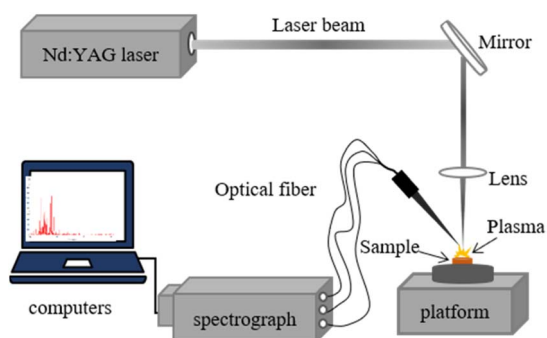 Laser beam
Mirror
Nd:YAG laser
Lens
Optical fiber
Plasma
Sample
computers
spectrograph
platform